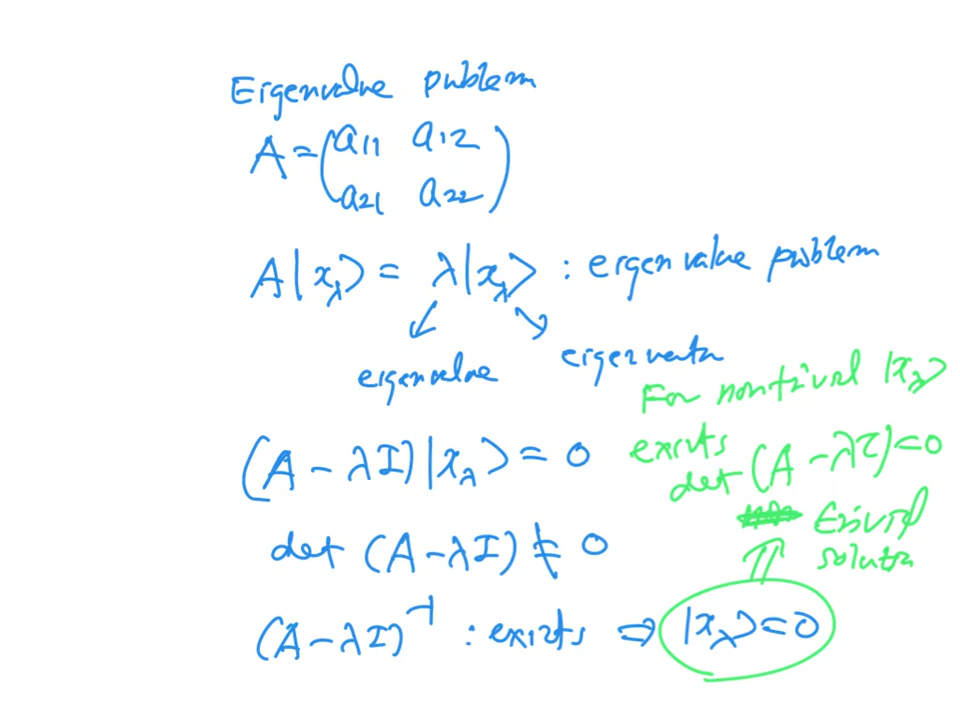 Eigenvalue problem
A = (a11 a12
a21 a22)
A|xλ> = λ|xλ> : eigenvalue problem
eigenvalue eigenvector
For nontrivial |xλ>
exists
det (A - λI) = 0
(A - λI)|xλ> = 0
trivial
solution
det (A - λI) ≠ 0
(A - λI)⁻¹ : exists ⇒ |xλ> = 0